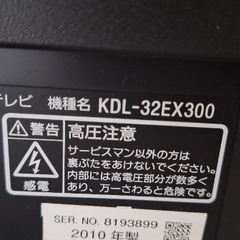 テレビ 機種名 KDL-32EX300
警告 高圧注意
サービスマン以外の方は
裏ぶたをあけないでください。
内部には高電圧部分が数多く
あり、万一さわると危険です。
感電
SER. NO. 8193899
2010 年製